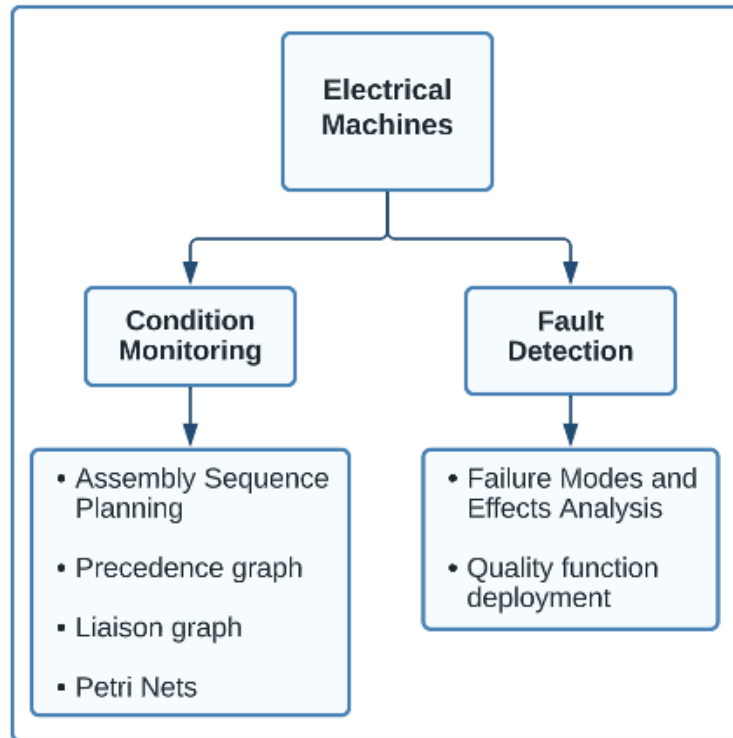 Electrical
Machines
Condition
Monitoring
Fault
Detection
• Assembly Sequence
Planning
• Precedence graph
• Liaison graph
• Petri Nets
• Failure Modes and
Effects Analysis
• Quality function
deployment